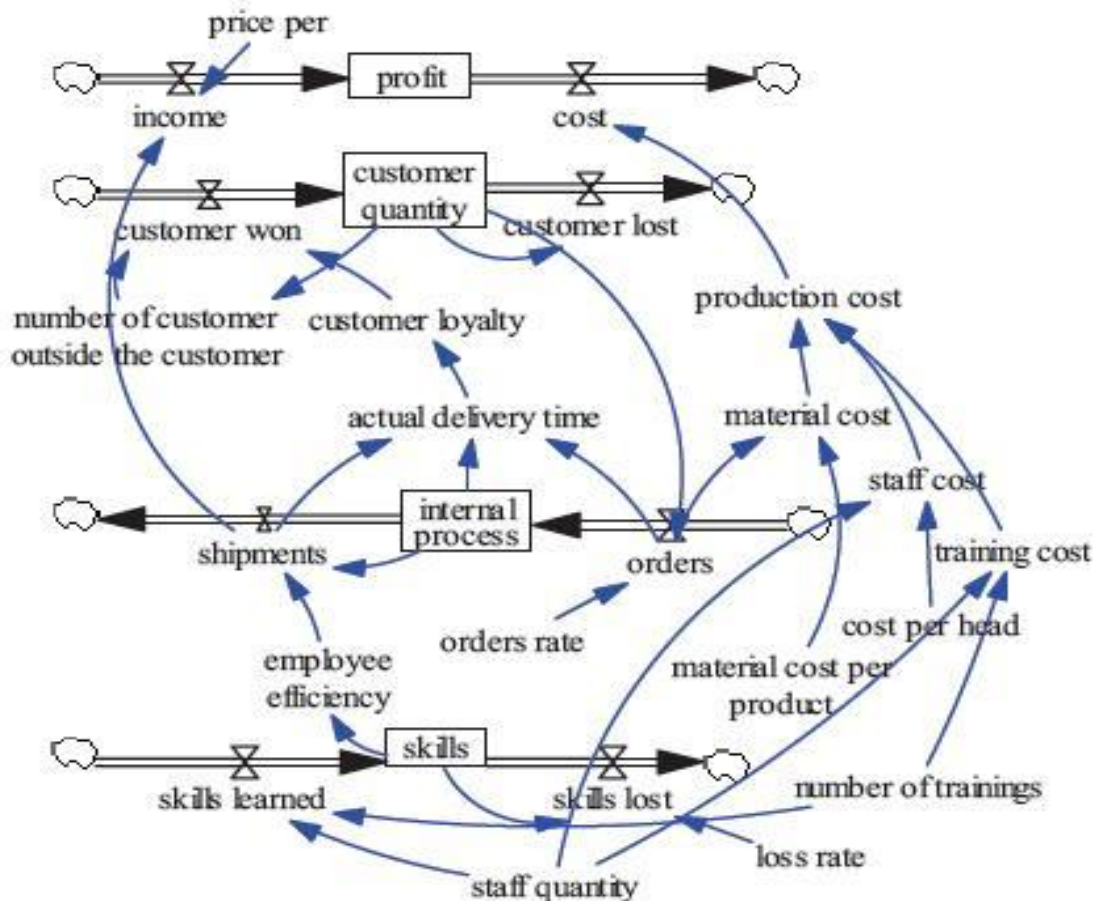 price per
profit
income
cost
customer
quantity
customer won
customer lost
production cost
number of customer
outside the customer
customer loyalty
actual delivery time
material cost
staff cost
internal
process
shipments
orders
training cost
orders rate
cost per head
employee
efficiency
material cost per
product
skills
skills learned
skills lost
number of trainings
loss rate
staff quantity